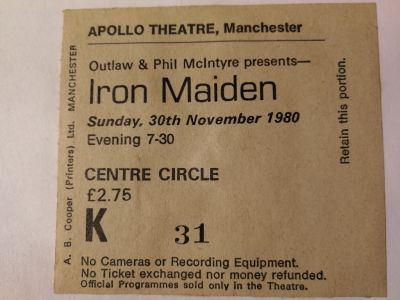 APOLLO THEATRE, Manchester
Outlaw & Phil McIntyre presents—
Iron Maiden
Sunday, 30th November 1980
Evening 7-30
CENTRE CIRCLE
£2.75
K 31
No Cameras or Recording Equipment.
No Ticket exchanged nor money refunded.
Official Programmes sold only in the Theatre.
A. B. Cooper (Printers) Ltd. MANCHESTER
Retain this portion.